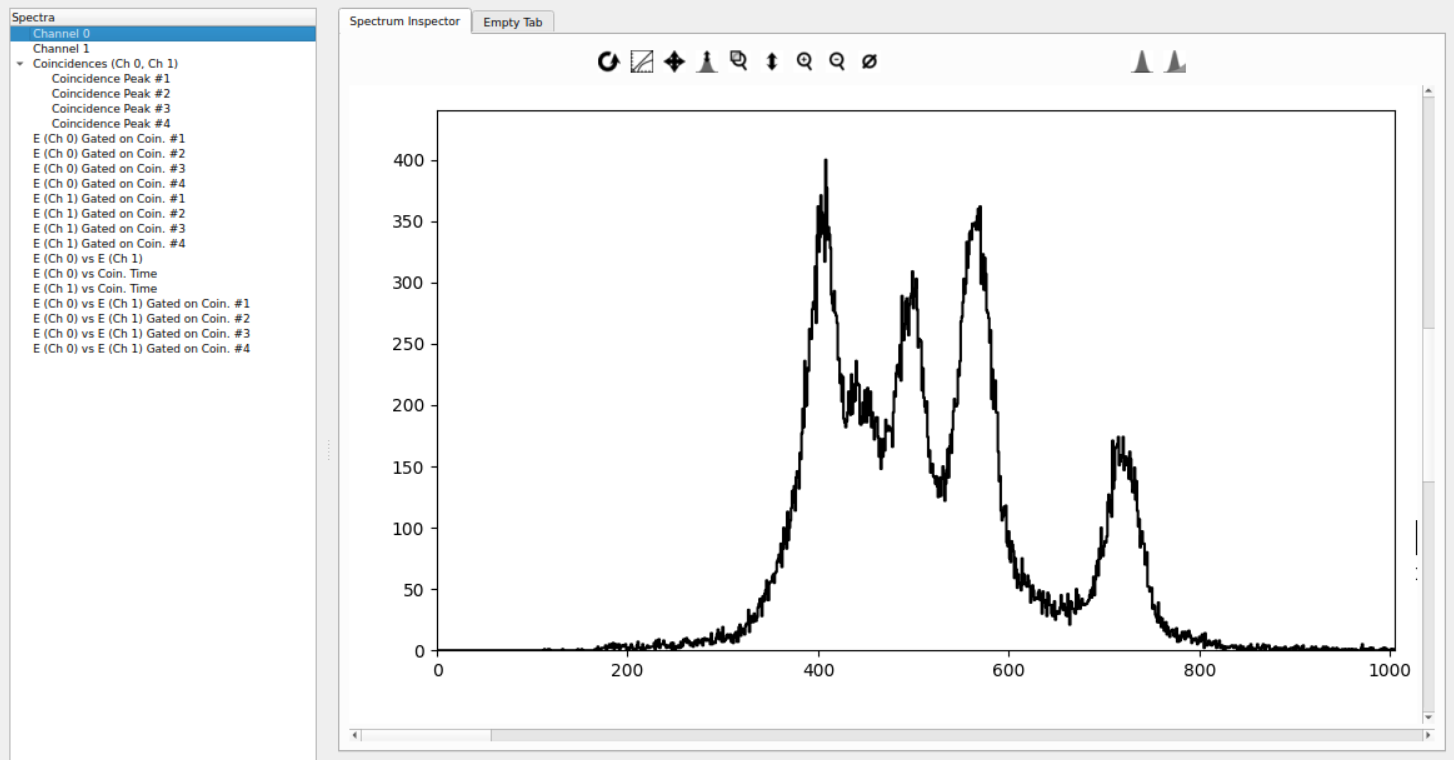 Spectra
Channel 0
Channel 1
Coincidences (Ch 0, Ch 1)
Coincidence Peak #1
Coincidence Peak #2
Coincidence Peak #3
Coincidence Peak #4
E (Ch 0) Gated on Coin. #1
E (Ch 0) Gated on Coin. #2
E (Ch 0) Gated on Coin. #3
E (Ch 0) Gated on Coin. #4
E (Ch 1) Gated on Coin. #1
E (Ch 1) Gated on Coin. #2
E (Ch 1) Gated on Coin. #3
E (Ch 1) Gated on Coin. #4
E (Ch 0) vs E (Ch 1)
E (Ch 0) vs Coin. Time
E (Ch 1) vs Coin. Time
E (Ch 0) vs E (Ch 1) Gated on Coin. #1
E (Ch 0) vs E (Ch 1) Gated on Coin. #2
E (Ch 0) vs E (Ch 1) Gated on Coin. #3
E (Ch 0) vs E (Ch 1) Gated on Coin. #4
Spectrum Inspector
Empty Tab
400
350
300
250
200
150
100
50
0
0 200 400 600 800 1000